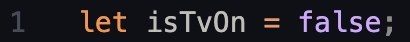 1 let isTvOn = false;